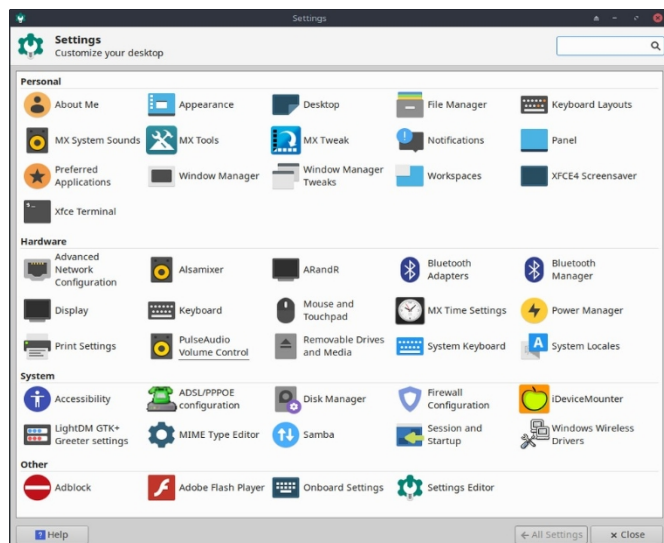 Settings
Settings
Customize your desktop
Personal
About Me
Appearance
Desktop
File Manager
Keyboard Layouts
MX System Sounds
MX Tools
MX Tweak
Notifications
Panel
Preferred
Applications
Window Manager
Window Manager
Tweaks
Workspaces
XFCE4 Screensaver
Xfce Terminal
Hardware
Advanced
Network
Configuration
Alsamixer
ARandR
Bluetooth
Adapters
Bluetooth
Manager
Display
Keyboard
Mouse and
Touchpad
MX Time Settings
Power Manager
Print Settings
PulseAudio
Volume Control
Removable Drives
and Media
System Keyboard
System Locales
System
Accessibility
ADSL/PPPOE
configuration
Disk Manager
Firewall
Configuration
iDeviceMounter
LightDM GTK+
Greeter settings
MIME Type Editor
Samba
Session and
Startup
Windows Wireless
Drivers
Other
Adblock
Adobe Flash Player
Onboard Settings
Settings Editor
Help
← All Settings
× Close